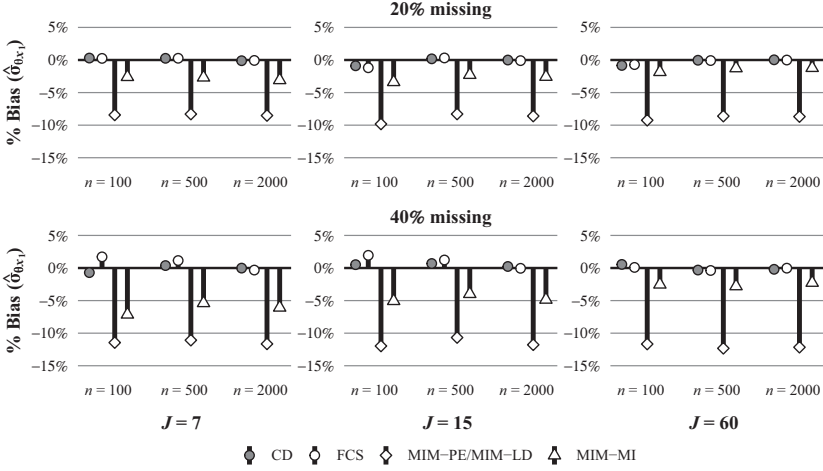 20% missing
% Bias (σ̂θx1)
5% 5% 5%
0% 0% 0%
−5% −5% −5%
−10% −10% −10%
−15% −15% −15%
n = 100 n = 500 n = 2000 n = 100 n = 500 n = 2000 n = 100 n = 500 n = 2000
40% missing
% Bias (σ̂θx1)
5% 5% 5%
0% 0% 0%
−5% −5% −5%
−10% −10% −10%
−15% −15% −15%
n = 100 n = 500 n = 2000 n = 100 n = 500 n = 2000 n = 100 n = 500 n = 2000
J = 7 J = 15 J = 60
CD FCS MIM−PE/MIM−LD MIM−MI